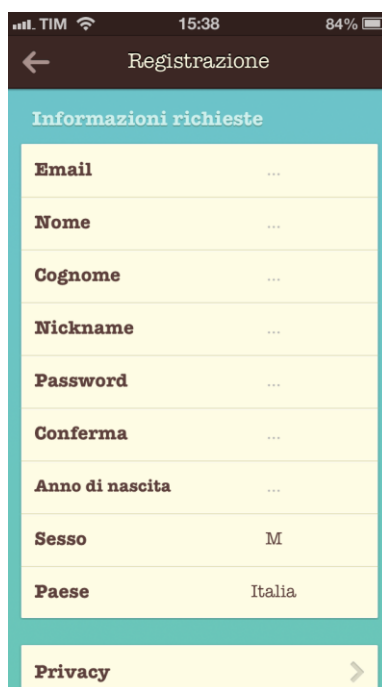 TIM 15:38 84%
Registrazione
Informazioni richieste
Email ...
Nome ...
Cognome ...
Nickname ...
Password ...
Conferma ...
Anno di nascita ...
Sesso M
Paese Italia
Privacy